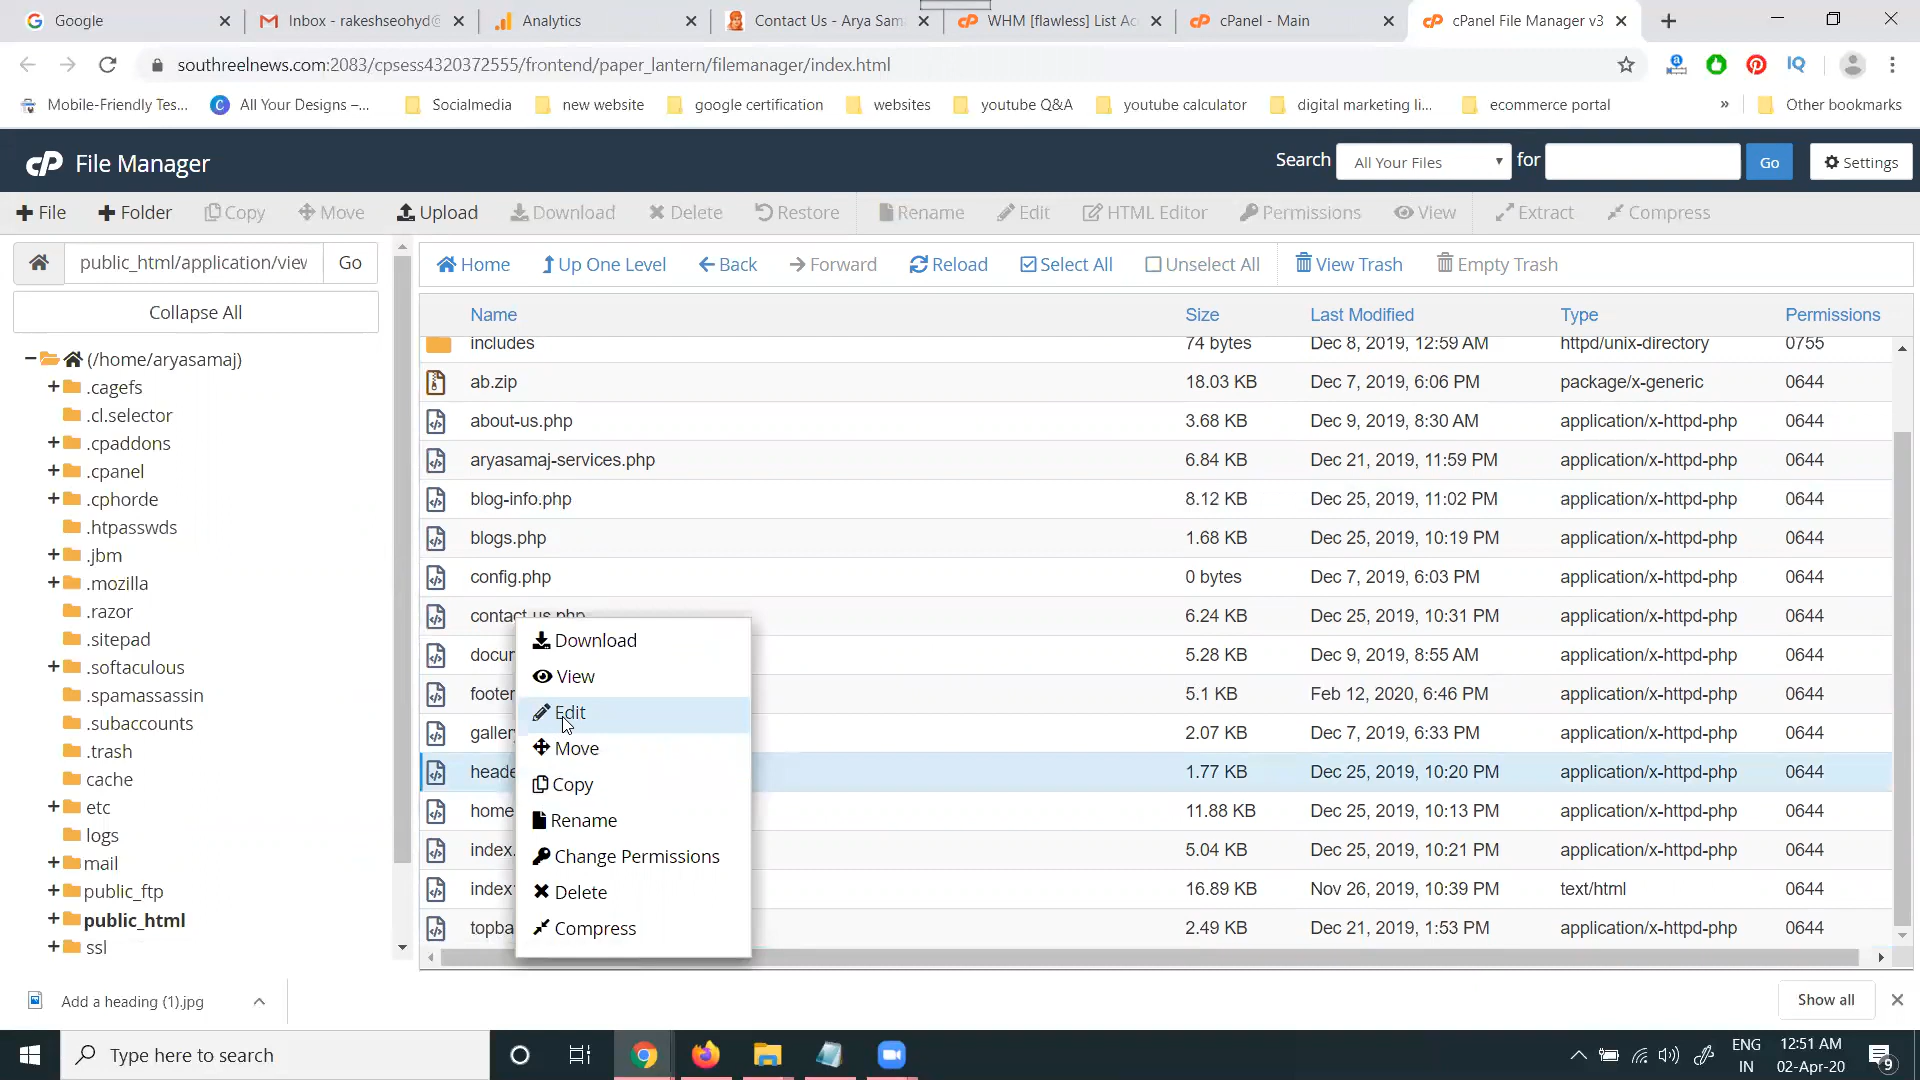 Google
Inbox - rakeshseohyd@
Analytics
Contact Us - Arya Sam
WHM [flawless] List Ac
cPanel - Main
cPanel File Manager v3
southreelnews.com:2083/cpsess4320372555/frontend/paper_lantern/filemanager/index.html
Mobile-Friendly Tes...
All Your Designs –...
Socialmedia
new website
google certification
websites
youtube Q&A
youtube calculator
digital marketing li...
ecommerce portal
»
Other bookmarks
cP File Manager
Search All Your Files for Go Settings
File
Folder
Copy
Move
Upload
Download
Delete
Restore
Rename
Edit
HTML Editor
Permissions
View
Extract
Compress
public_html/application/view Go
Collapse All
(/home/aryasamaj)
.cagefs
.cl.selector
.cpaddons
.cpanel
.cphorde
.htpasswds
.jbm
.mozilla
.razor
.sitepad
.softaculous
.spamassassin
.subaccounts
.trash
cache
etc
logs
mail
public_ftp
public_html
ssl
Home Up One Level Back Forward Reload Select All Unselect All View Trash Empty Trash
Name Size Last Modified Type Permissions
includes 74 bytes Dec 8, 2019, 12:59 AM httpd/unix-directory 0755
ab.zip 18.03 KB Dec 7, 2019, 6:06 PM package/x-generic 0644
about-us.php 3.68 KB Dec 9, 2019, 8:30 AM application/x-httpd-php 0644
aryasamaj-services.php 6.84 KB Dec 21, 2019, 11:59 PM application/x-httpd-php 0644
blog-info.php 8.12 KB Dec 25, 2019, 11:02 PM application/x-httpd-php 0644
blogs.php 1.68 KB Dec 25, 2019, 10:19 PM application/x-httpd-php 0644
config.php 0 bytes Dec 7, 2019, 6:03 PM application/x-httpd-php 0644
contact-us.php 6.24 KB Dec 25, 2019, 10:31 PM application/x-httpd-php 0644
docur 5.28 KB Dec 9, 2019, 8:55 AM application/x-httpd-php 0644
footer 5.1 KB Feb 12, 2020, 6:46 PM application/x-httpd-php 0644
galler 2.07 KB Dec 7, 2019, 6:33 PM application/x-httpd-php 0644
heade 1.77 KB Dec 25, 2019, 10:20 PM application/x-httpd-php 0644
home 11.88 KB Dec 25, 2019, 10:13 PM application/x-httpd-php 0644
index. 5.04 KB Dec 25, 2019, 10:21 PM application/x-httpd-php 0644
index 16.89 KB Nov 26, 2019, 10:39 PM text/html 0644
topba 2.49 KB Dec 21, 2019, 1:53 PM application/x-httpd-php 0644
Download
View
Edit
Move
Copy
Rename
Change Permissions
Delete
Compress
Add a heading (1).jpg
Show all
Type here to search
ENG
IN
12:51 AM
02-Apr-20
9